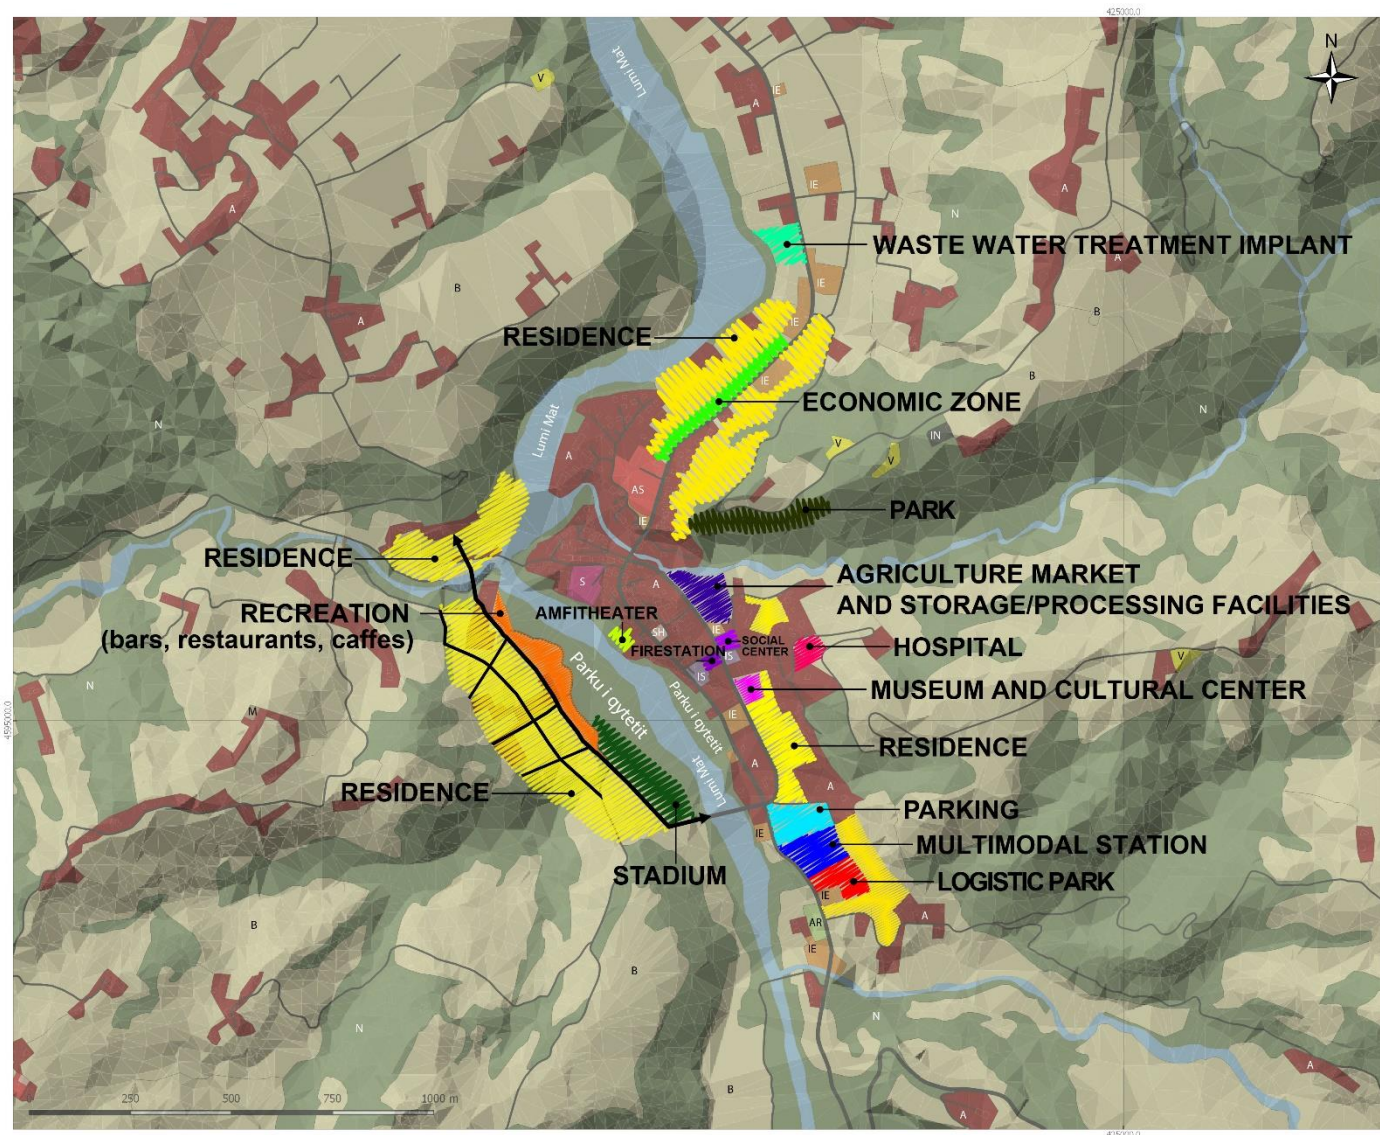 425000,0
N
Lumi Mat
V
IE
A
IE
A
A
N
WASTE WATER TREATMENT IMPLANT
A
B
IE
B
A
RESIDENCE
IE
IE
B
ECONOMIC ZONE
N
N
Lumi Mat
A
V
V
IN
AS
IE
PARK
RESIDENCE
S
A
AGRICULTURE MARKET
AND STORAGE/PROCESSING FACILITIES
RECREATION
(bars, restaurants, caffes)
AMFITHEATER
SH
IE
FIRESTATION
SOCIAL
CENTER
IS
IS
HOSPITAL
V
Parku i qytetit
Parku i qytetit
MUSEUM AND CULTURAL CENTER
N
M
4595000,0
IE
RESIDENCE
A
Lumi Mat
A
RESIDENCE
PARKING
IE
MULTIMODAL STATION
STADIUM
LOGISTIC PARK
IE
AR
A
B
IE
B
N
N
B
A
A
250
500
750
1000 m
425000,0